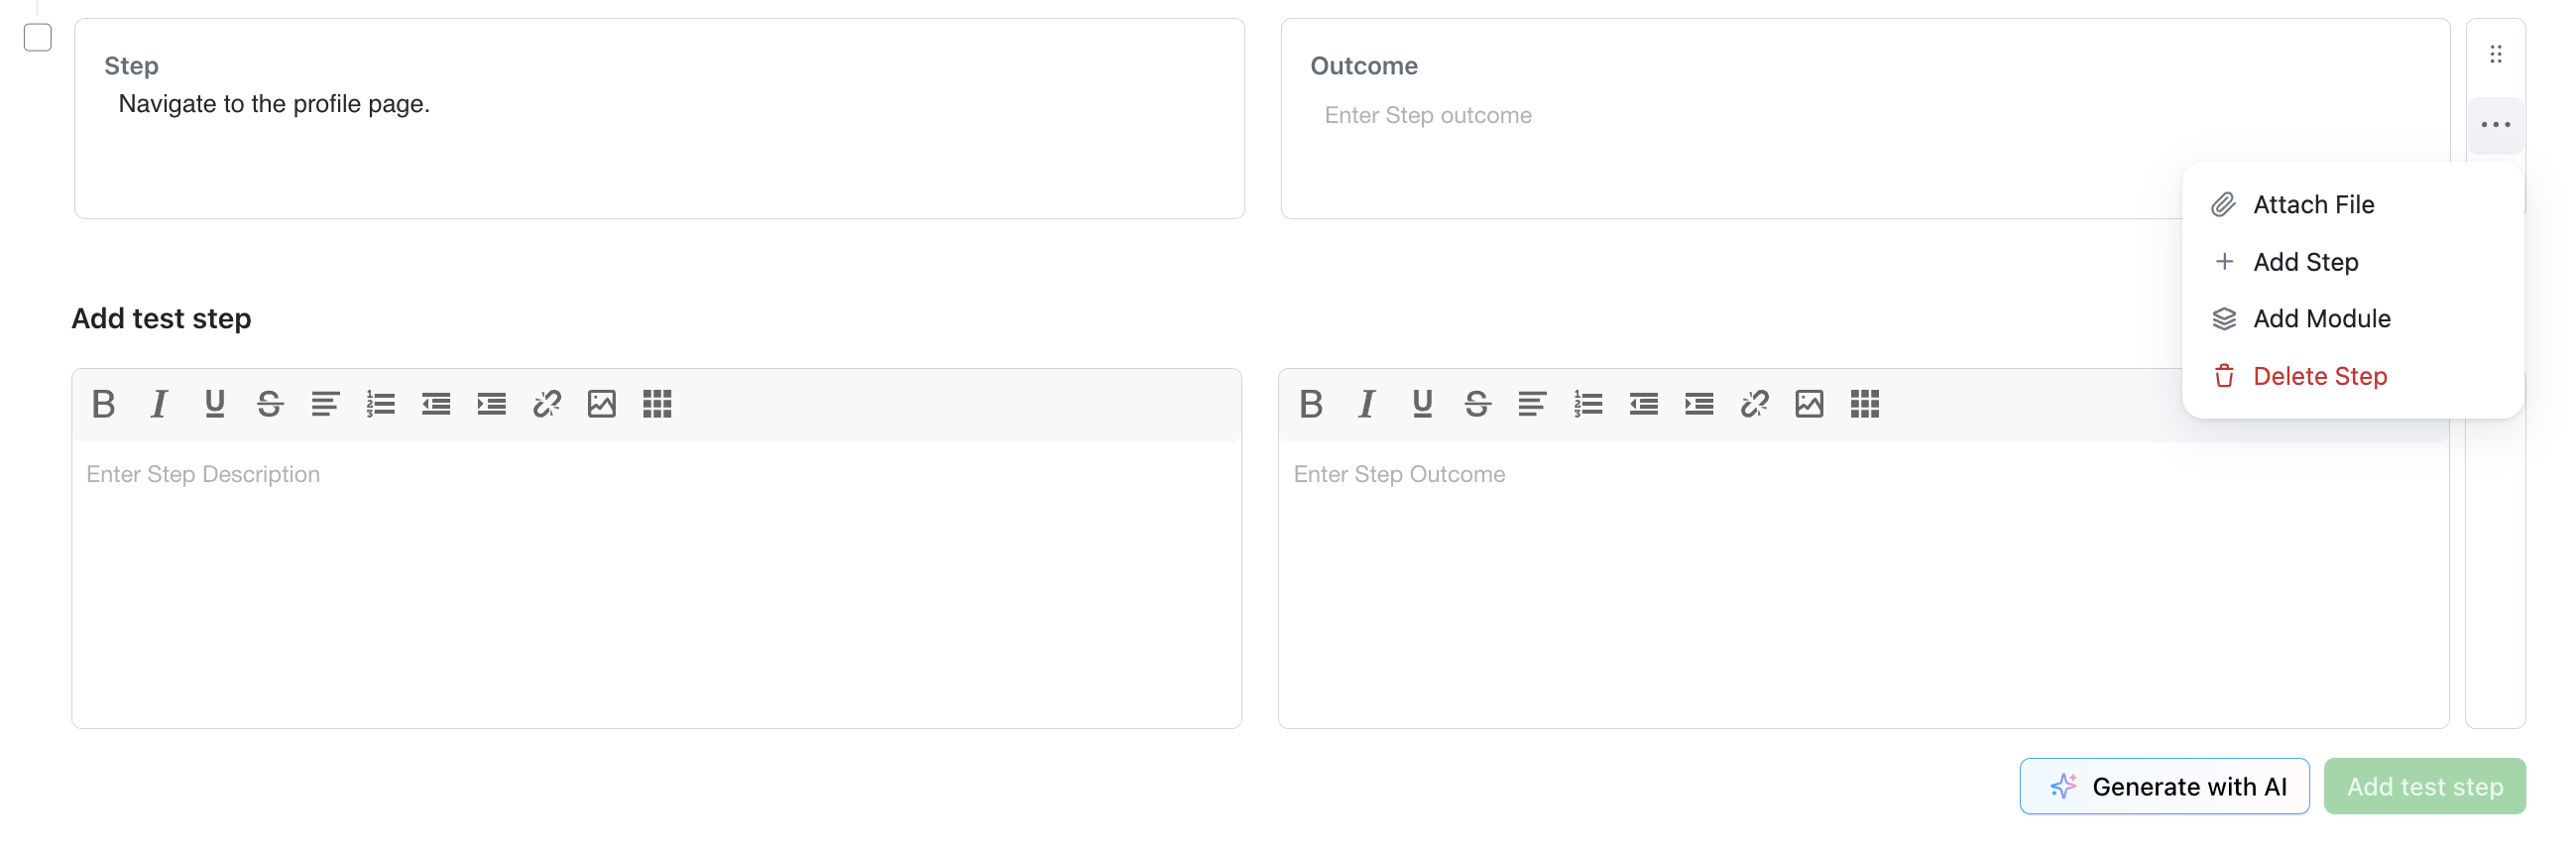 Step
Navigate to the profile page.
Outcome
Enter Step outcome
Attach File
Add Step
Add Module
Delete Step
Add test step
Enter Step Description
Enter Step Outcome
Generate with AI
Add test step